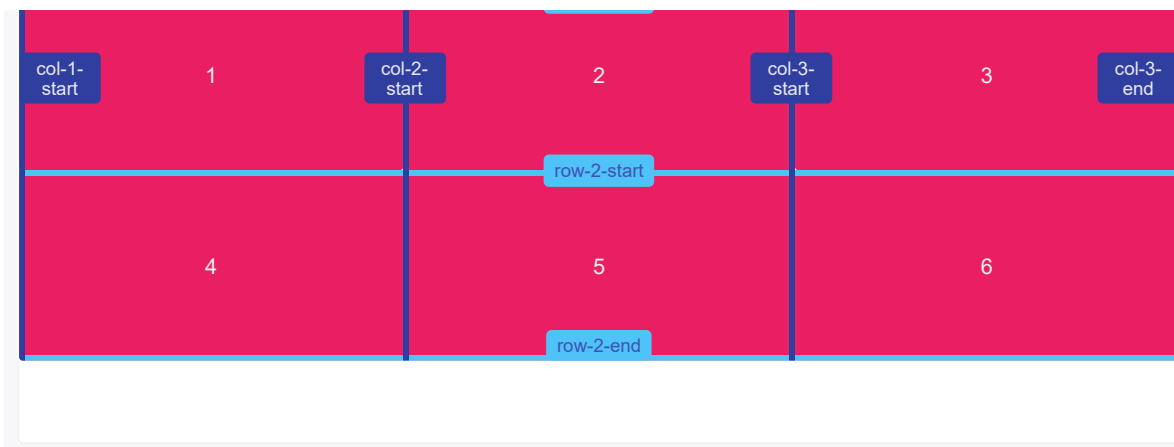 col-1-
start
1
col-2-
start
2
col-3-
start
3
col-3-
end
row-2-start
4
5
6
row-2-end